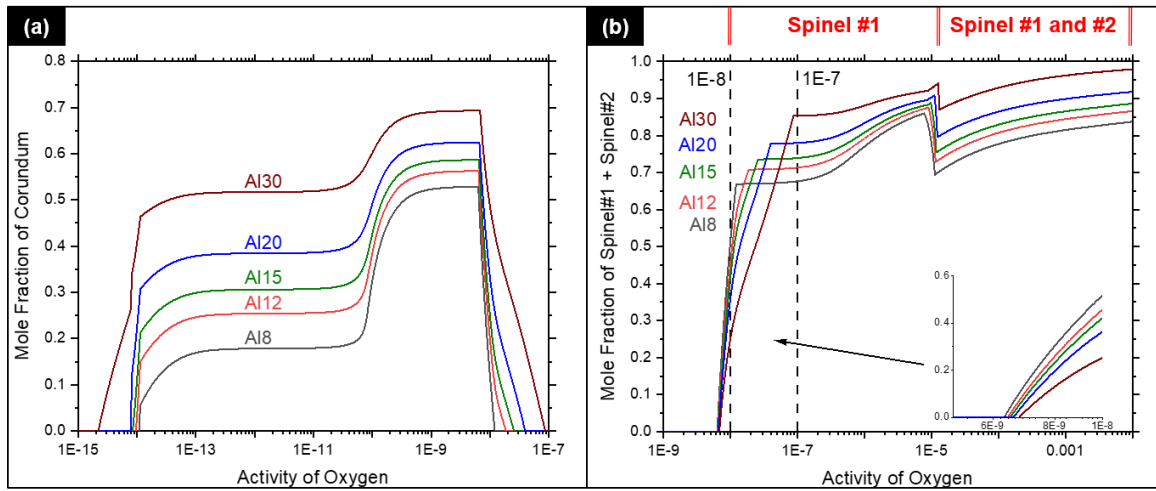 (a)
0.8
0.7
0.6
0.5
0.4
0.3
0.2
0.1
0.0
Mole Fraction of Corundum
Al30
Al20
Al15
Al12
Al8
1E-15
1E-13
1E-11
1E-9
1E-7
Activity of Oxygen
(b)
Spinel #1
Spinel #1 and #2
1.0
0.9
0.8
0.7
0.6
0.5
0.4
0.3
0.2
0.1
0.0
Mole Fraction of Spinel#1 + Spinel#2
1E-8
1E-7
Al30
Al20
Al15
Al12
Al8
0.6
0.4
0.2
0.0
6E-9
8E-9
1E-8
1E-9
1E-7
1E-5
0.001
Activity of Oxygen